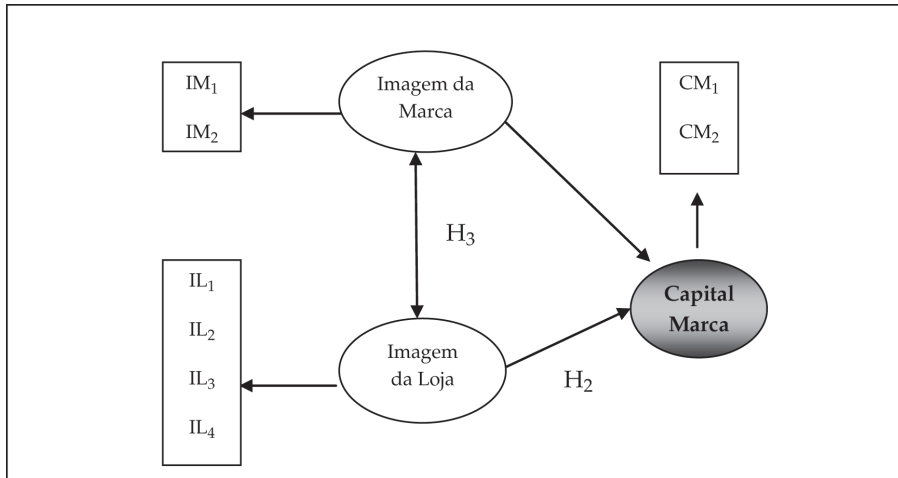 IM₁
IM₂
Imagem da
Marca
CM₁
CM₂
H₃
IL₁
IL₂
IL₃
IL₄
Imagem
da Loja
H₂
Capital
Marca